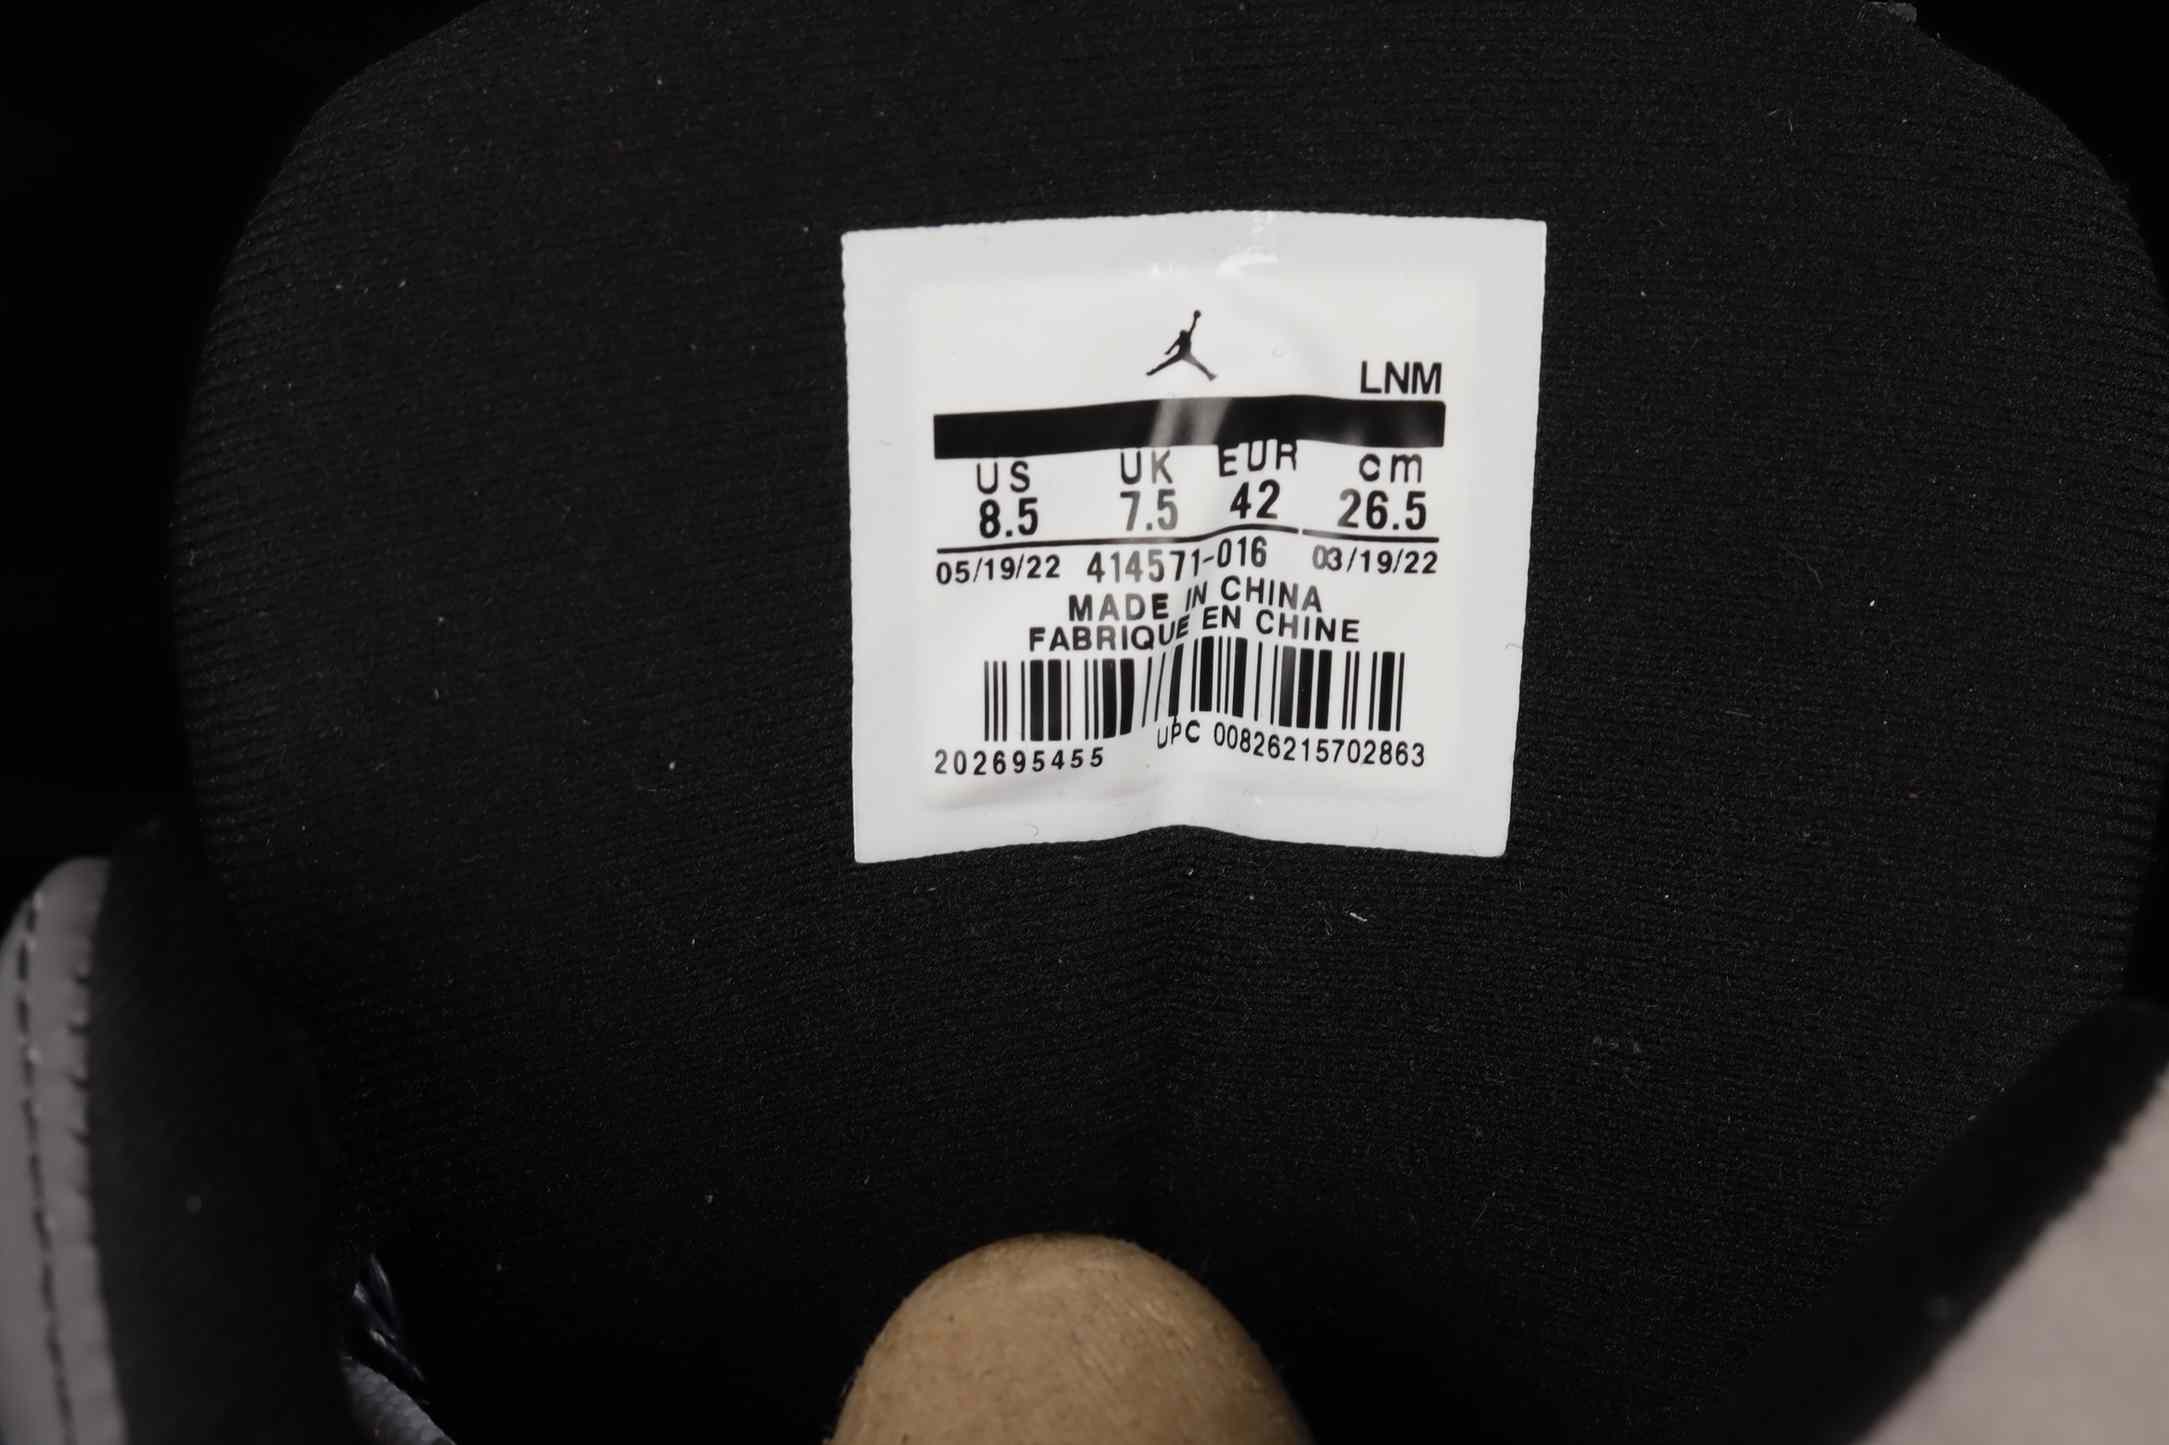 LNM
US UK EUR cm
8.5 7.5 42 26.5
05/19/22 414571-016 03/19/22
MADE IN CHINA
FABRIQUE EN CHINE
202695455 UPC 00826215702863